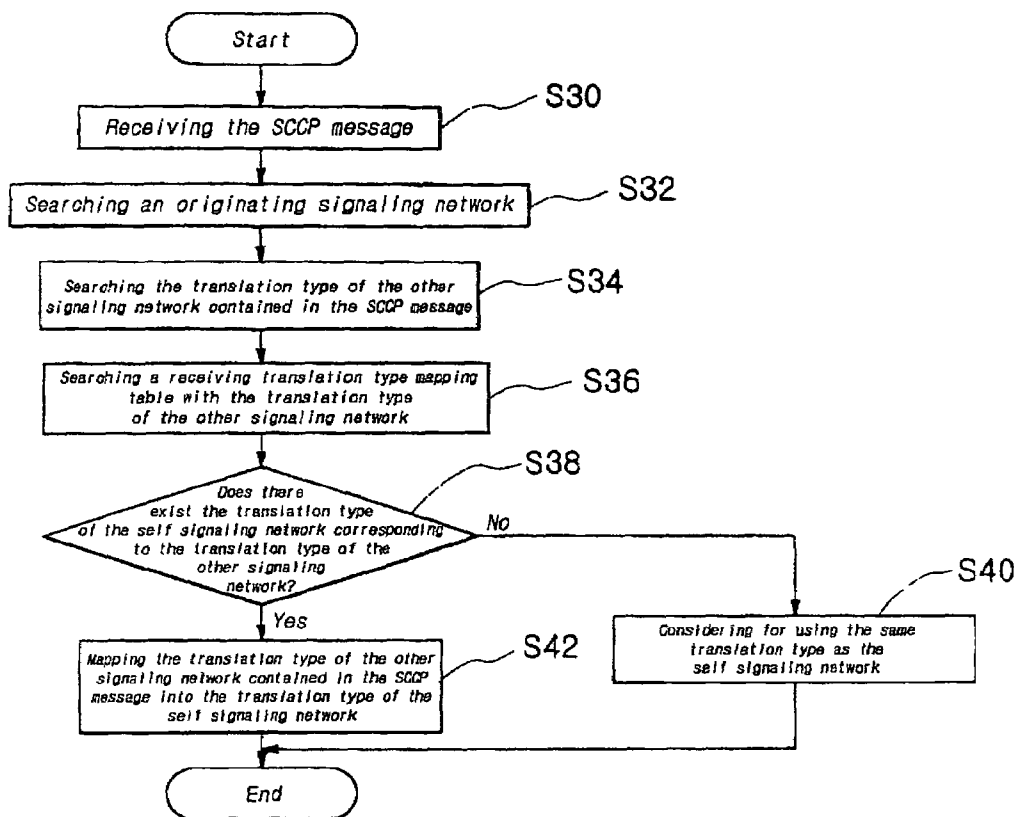 Start
Receiving the SCCP message
S30
Searching an originating signaling network
S32
Searching the translation type of the other
signaling network contained in the SCCP message
S34
Searching a receiving translation type mapping
table with the translation type
of the other signaling network
S36
Does there
exist the translation type
of the self signaling network corresponding
to the translation type of the
other signaling
network?
S38
No
Yes
Considering for using the same
translation type as the
self signaling network
S40
Mapping the translation type of the other
signaling network contained in the SCCP
message into the translation type of the
self signaling network
S42
End